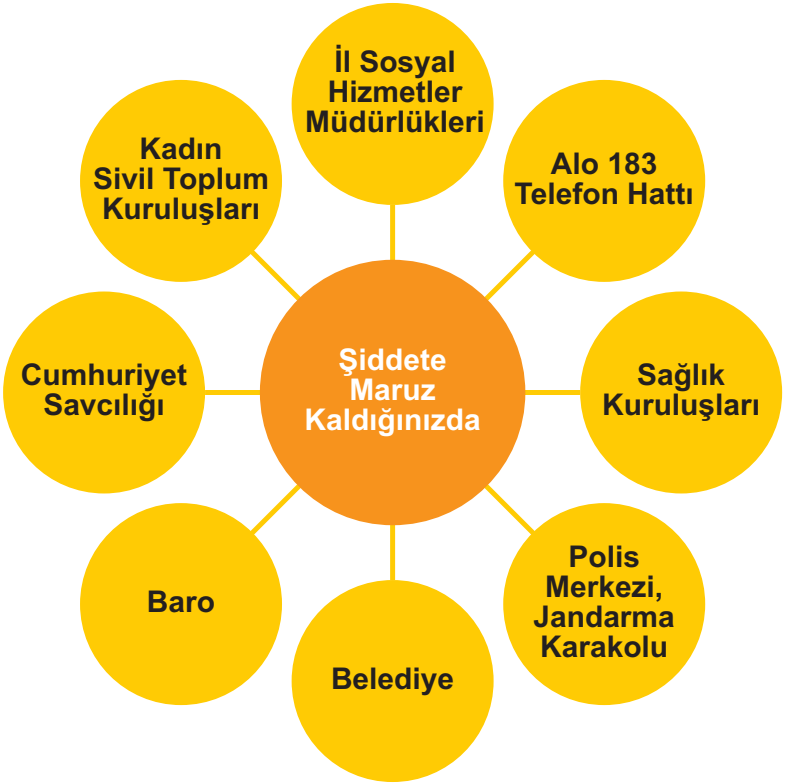 İl Sosyal
Hizmetler
Müdürlükleri
Kadın
Sivil Toplum
Kuruluşları
Alo 183
Telefon Hattı
Cumhuriyet
Savcılığı
Şiddete
Maruz
Kaldığınızda
Sağlık
Kuruluşları
Baro
Polis
Merkezi,
Jandarma
Karakolu
Belediye